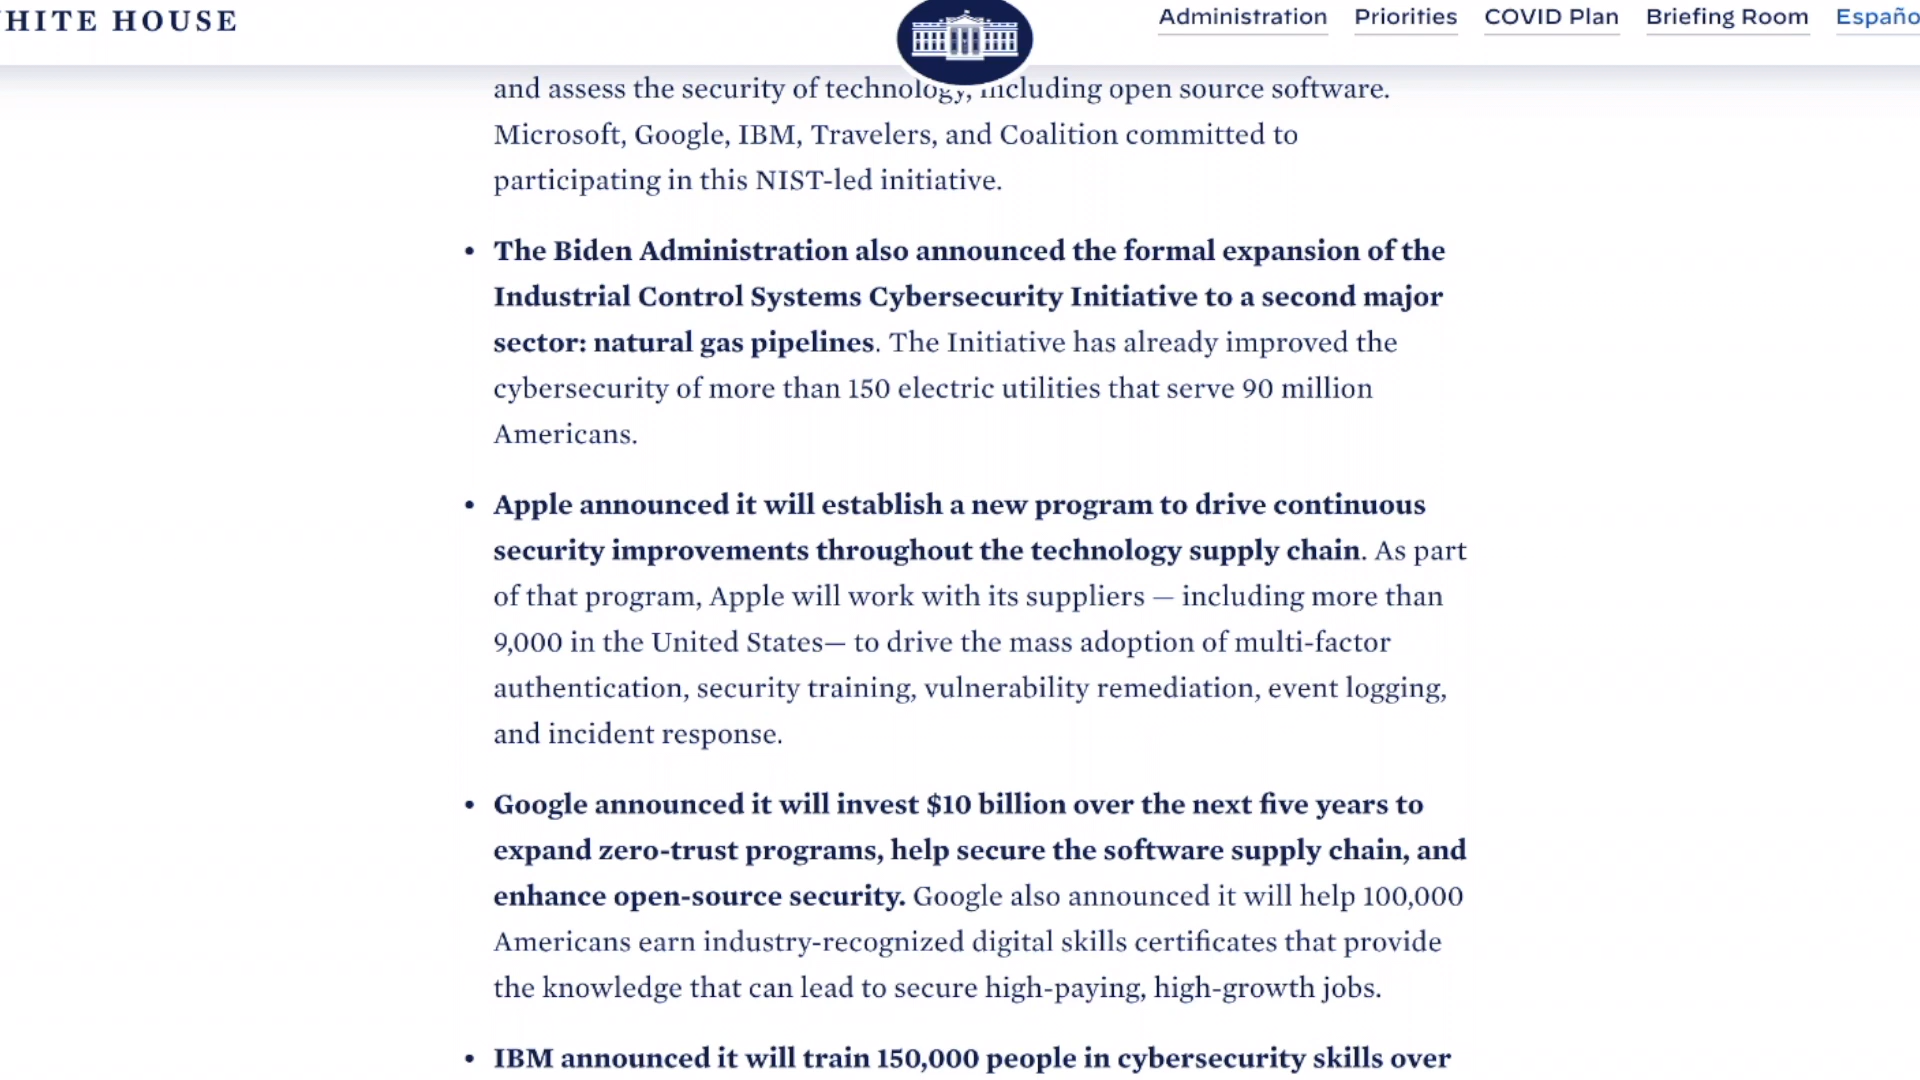 HITE HOUSE
Administration Priorities COVID Plan Briefing Room Españo
and assess the security of technology, including open source software.
Microsoft, Google, IBM, Travelers, and Coalition committed to
participating in this NIST-led initiative.
• The Biden Administration also announced the formal expansion of the
Industrial Control Systems Cybersecurity Initiative to a second major
sector: natural gas pipelines. The Initiative has already improved the
cybersecurity of more than 150 electric utilities that serve 90 million
Americans.
• Apple announced it will establish a new program to drive continuous
security improvements throughout the technology supply chain. As part
of that program, Apple will work with its suppliers — including more than
9,000 in the United States— to drive the mass adoption of multi-factor
authentication, security training, vulnerability remediation, event logging,
and incident response.
• Google announced it will invest $10 billion over the next five years to
expand zero-trust programs, help secure the software supply chain, and
enhance open-source security. Google also announced it will help 100,000
Americans earn industry-recognized digital skills certificates that provide
the knowledge that can lead to secure high-paying, high-growth jobs.
• IBM announced it will train 150,000 people in cybersecurity skills over